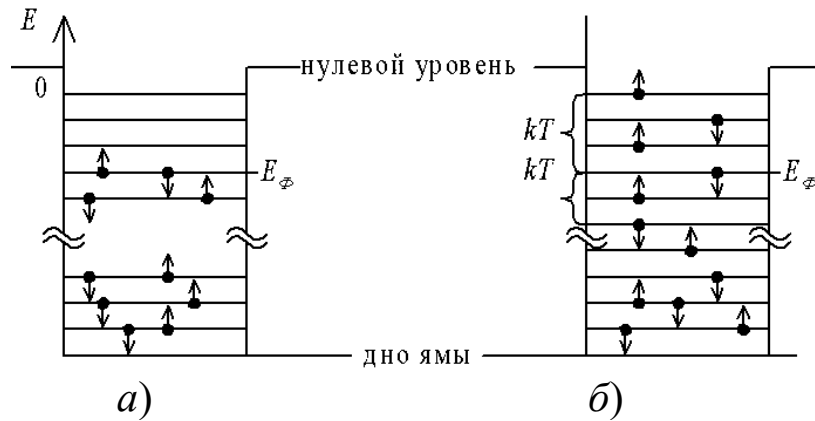 E
0
нулевой уровень
kT
kT
E_Ф
E_Ф
дно ямы
а)
б)